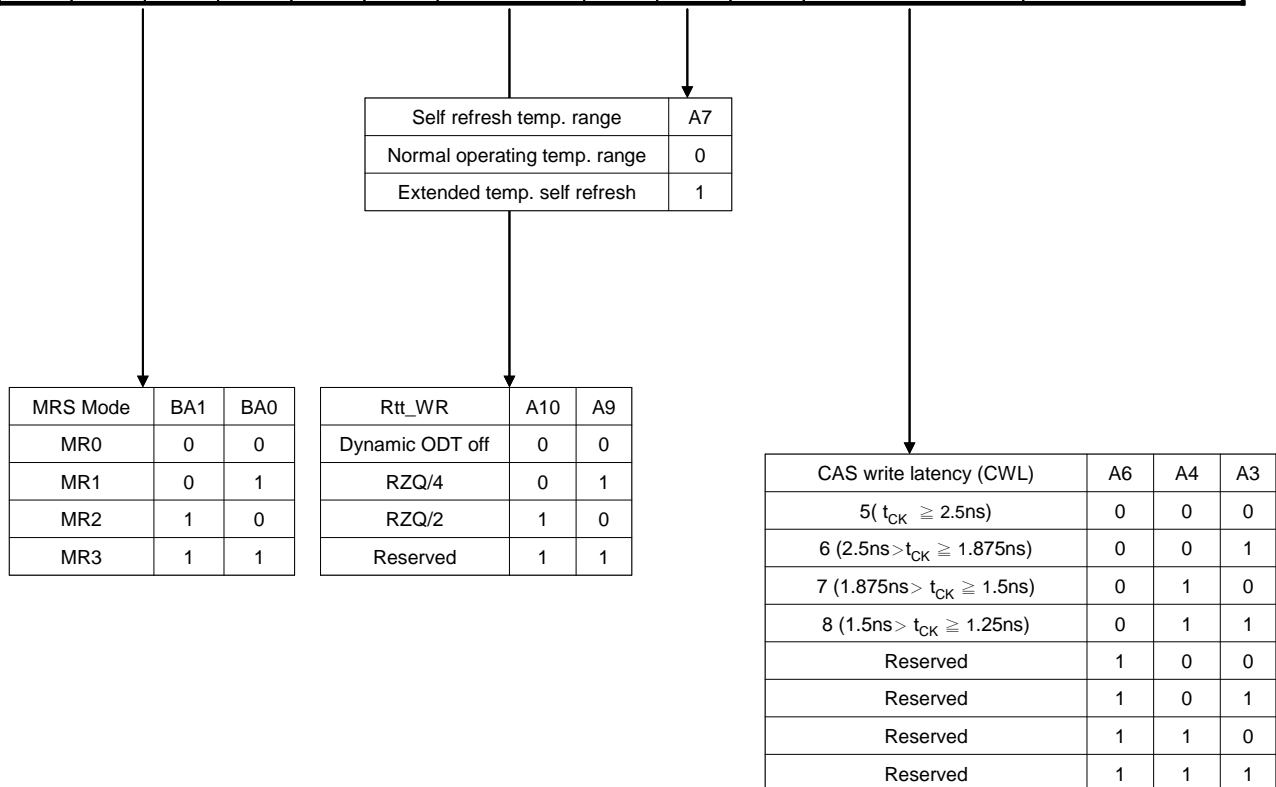 Self refresh temp. range A7
Normal operating temp. range 0
Extended temp. self refresh 1
MRS Mode BA1 BA0
MR0 0 0
MR1 0 1
MR2 1 0
MR3 1 1
Rtt_WR A10 A9
Dynamic ODT off 0 0
RZQ/4 0 1
RZQ/2 1 0
Reserved 1 1
CAS write latency (CWL) A6 A4 A3
5( tCK ≧ 2.5ns) 0 0 0
6 (2.5ns>tCK ≧ 1.875ns) 0 0 1
7 (1.875ns> tCK ≧ 1.5ns) 0 1 0
8 (1.5ns> tCK ≧ 1.25ns) 0 1 1
Reserved 1 0 0
Reserved 1 0 1
Reserved 1 1 0
Reserved 1 1 1